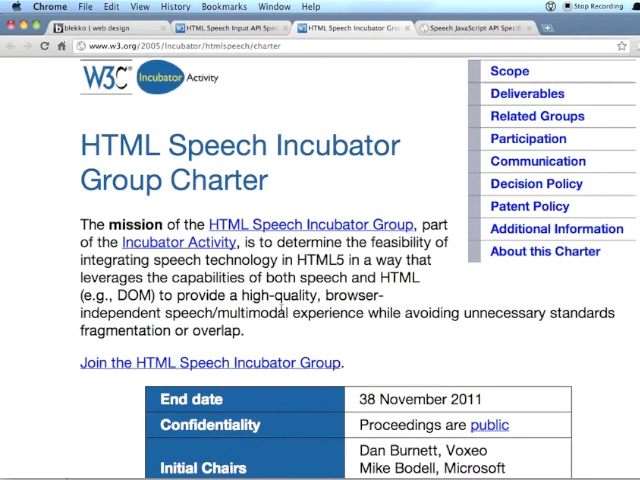 Chrome File Edit View History Bookmarks Window Help Stop Recording
blekko | web design HTML Speech Input API Spec HTML Speech Incubator Gro Speech JavaScript API Specifi
www.w3.org/2005/Incubator/htmlspeech/charter
W3C Incubator Activity
Scope
Deliverables
Related Groups
Participation
Communication
Decision Policy
Patent Policy
Additional Information
About this Charter
HTML Speech Incubator
Group Charter
The mission of the HTML Speech Incubator Group, part
of the Incubator Activity, is to determine the feasibility of
integrating speech technology in HTML5 in a way that
leverages the capabilities of both speech and HTML
(e.g., DOM) to provide a high-quality, browser-
independent speech/multimodal experience while avoiding unnecessary standards
fragmentation or overlap.
Join the HTML Speech Incubator Group.
End date 38 November 2011
Confidentiality Proceedings are public
Initial Chairs Dan Burnett, Voxeo
Mike Bodell, Microsoft